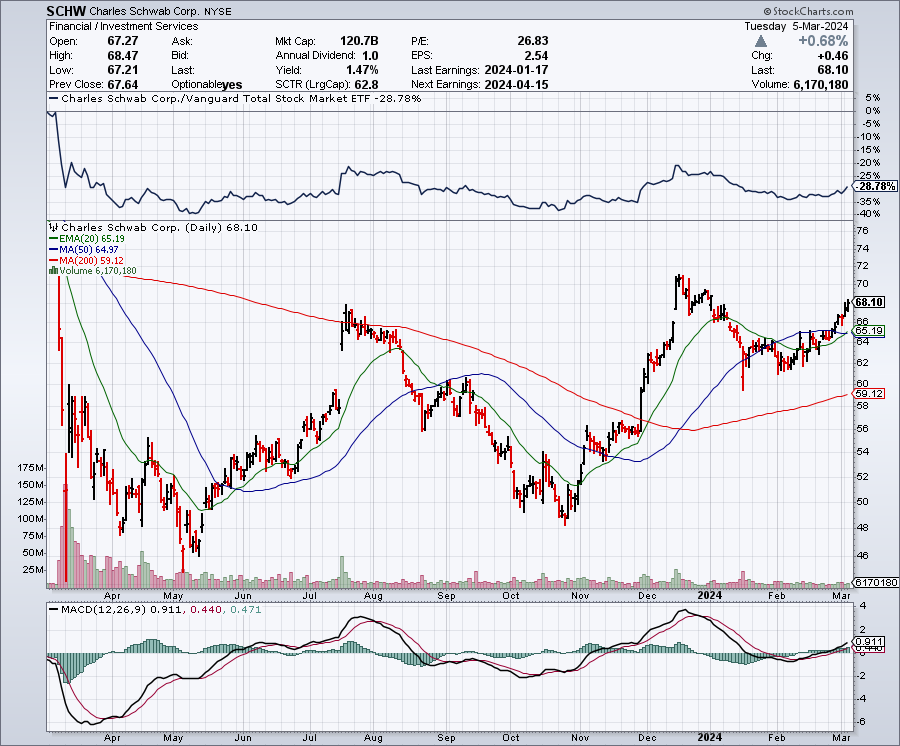 SCHW Charles Schwab Corp. NYSE
© StockCharts.com
Financial / Investment Services
Tuesday 5-Mar-2024
Open: 67.27 Ask: Mkt Cap: 120.7B P/E: 26.83 ▲ +0.68%
High: 68.47 Bid: Annual Dividend: 1.0 EPS: 2.54 Chg: +0.46
Low: 67.21 Last: Yield: 1.47% Last Earnings: 2024-01-17 Last: 68.10
Prev Close: 67.64 Optionable yes SCTR (LrgCap): 62.8 Next Earnings: 2024-04-15 Volume: 6,170,180
Charles Schwab Corp./Vanguard Total Stock Market ETF -28.78%
5%
0%
-5%
-10%
-15%
-20%
-25%
-28.78%
-35%
-40%
Charles Schwab Corp. (Daily) 68.10
EMA(20) 65.19
MA(50) 64.97
MA(200) 59.12
Volume 6,170,180
76
74
72
70
68.10
66
65.19
64
62
60
59.12
58
56
54
52
50
48
46
6170180
175M
150M
125M
100M
75M
50M
25M
Apr May Jun Jul Aug Sep Oct Nov Dec 2024 Feb Mar
MACD(12,26,9) 0.911, 0.440, 0.471
4
2
0.911
0.440
-2
-4
-6
Apr May Jun Jul Aug Sep Oct Nov Dec 2024 Feb Mar